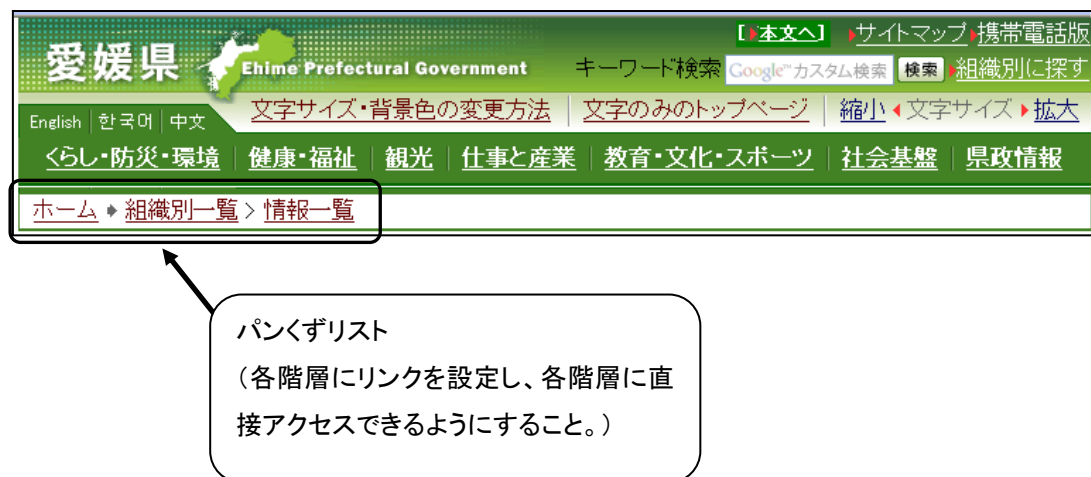 [本文へ] サイトマップ 携帯電話版
愛媛県 Ehime Prefectural Government キーワード検索 Google™カスタム検索 検索 組織別に探す
English | 한국어 | 中文 文字サイズ・背景色の変更方法 | 文字のみのトップページ | 縮小 文字サイズ 拡大
くらし・防災・環境 | 健康・福祉 | 観光 | 仕事と産業 | 教育・文化・スポーツ | 社会基盤 | 県政情報
ホーム 組織別一覧 > 情報一覧
パンくずリスト
(各階層にリンクを設定し、各階層に直
接アクセスできるようにすること。)